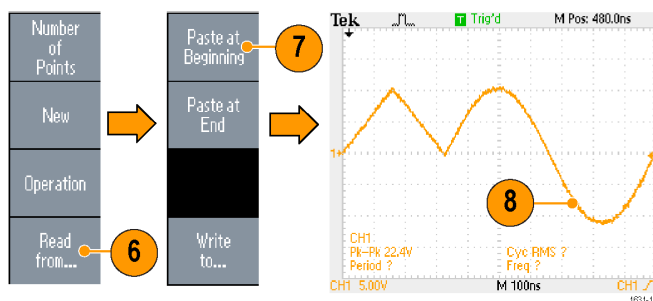 Number
of
Points
New
Operation
Read
from...
6
Paste at
Beginning
7
Paste at
End
Write
to...
Tek
T Trig'd
M Pos: 480.0ns
1+
8
CH1
Pk-Pk 22.4V
Cyc RMS ?
Period ?
Freq ?
CH1 5.00V
M 100ns
CH1